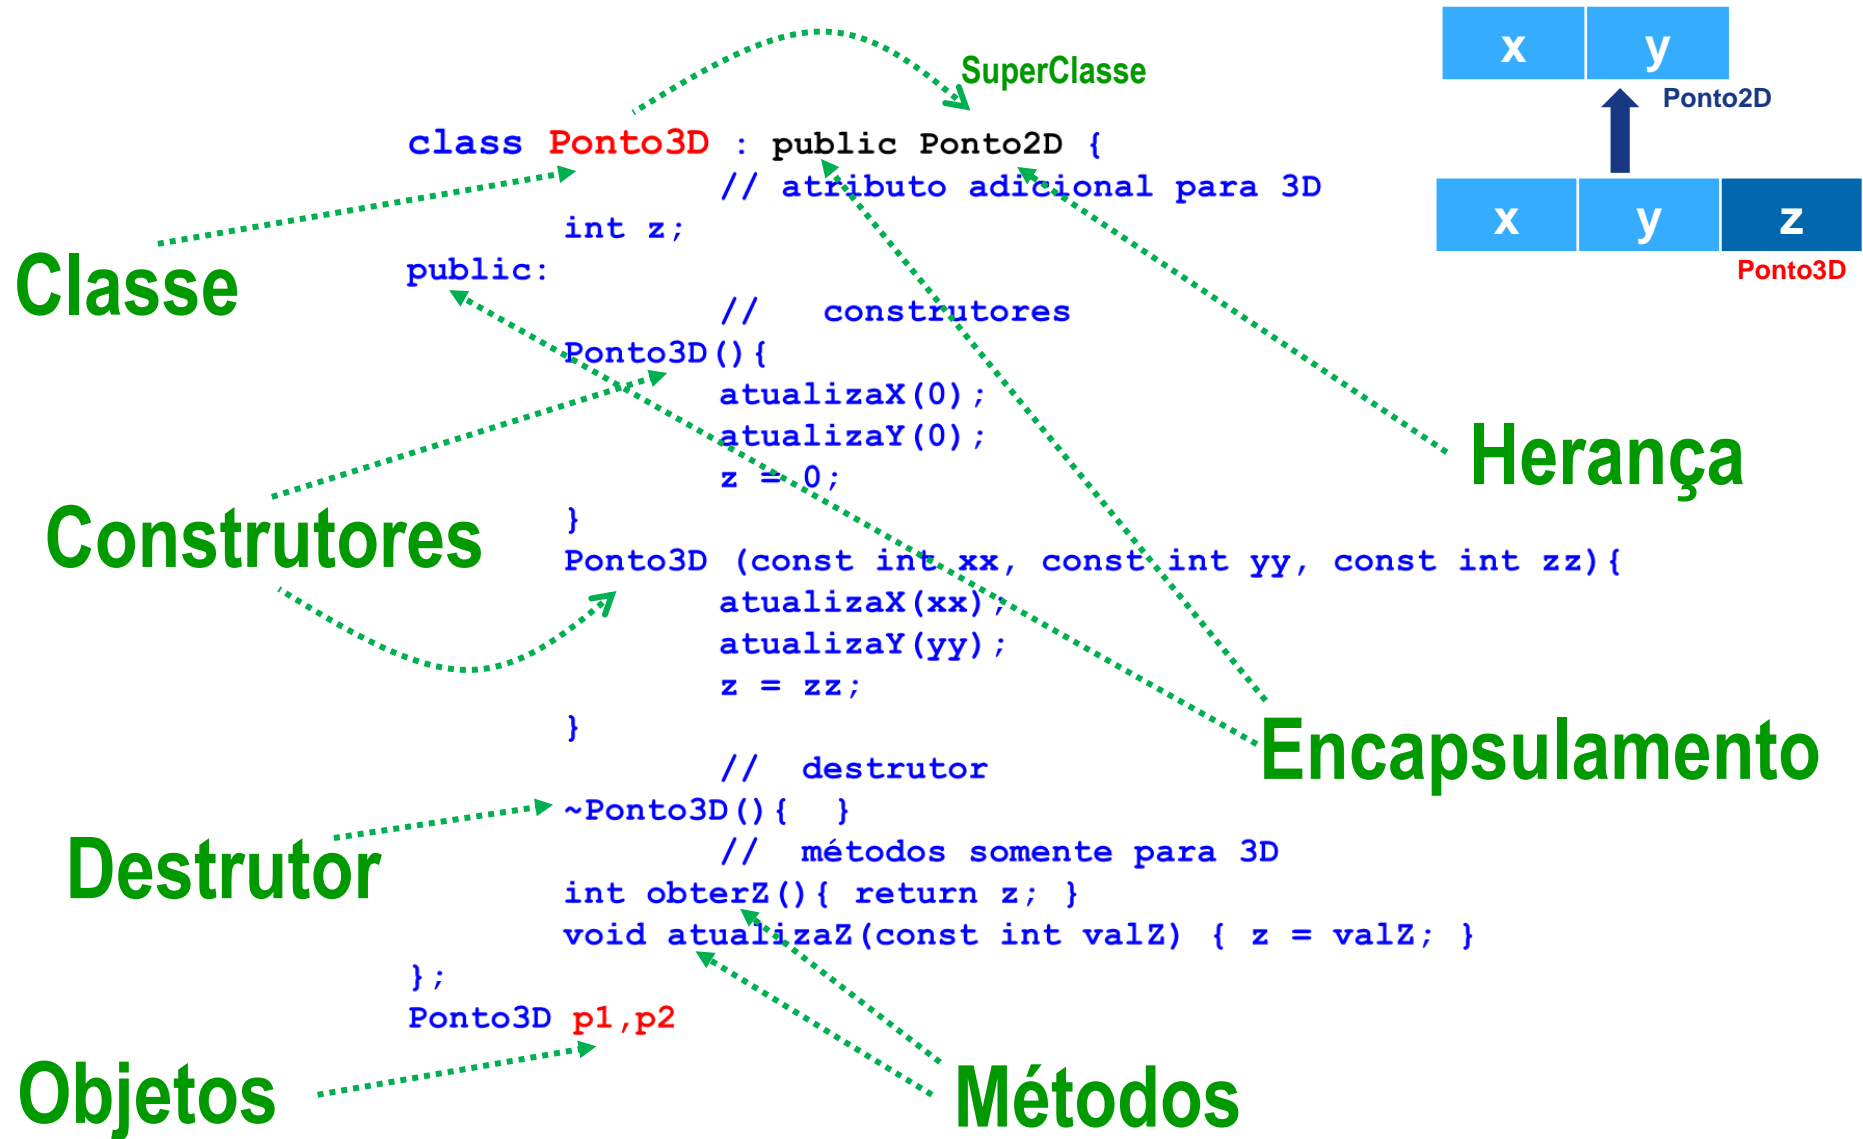 SuperClasse
x y
Ponto2D
x y z
Ponto3D
class Ponto3D : public Ponto2D {
// atributo adicional para 3D
int z;
public:
// construtores
Ponto3D(){
atualizaX(0);
atualizaY(0);
z = 0;
}
Ponto3D (const int xx, const int yy, const int zz){
atualizaX(xx);
atualizaY(yy);
z = zz;
}
// destrutor
~Ponto3D(){ }
// métodos somente para 3D
int obterZ(){ return z; }
void atualizaZ(const int valZ) { z = valZ; }
};
Ponto3D p1,p2
Classe
Herança
Construtores
Encapsulamento
Destrutor
Objetos
Métodos